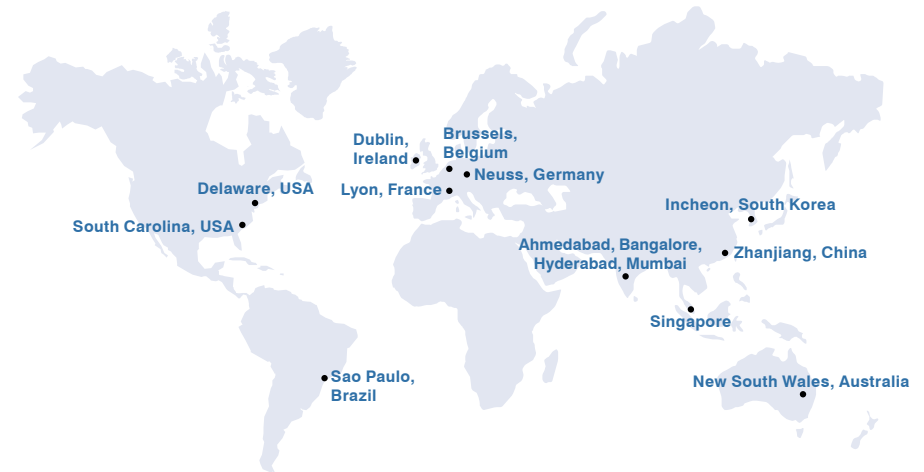 Dublin,
Ireland
Brussels,
Belgium
Neuss, Germany
Lyon, France
Delaware, USA
South Carolina, USA
Incheon, South Korea
Ahmedabad, Bangalore,
Hyderabad, Mumbai
Zhanjiang, China
Singapore
Sao Paulo,
Brazil
New South Wales, Australia